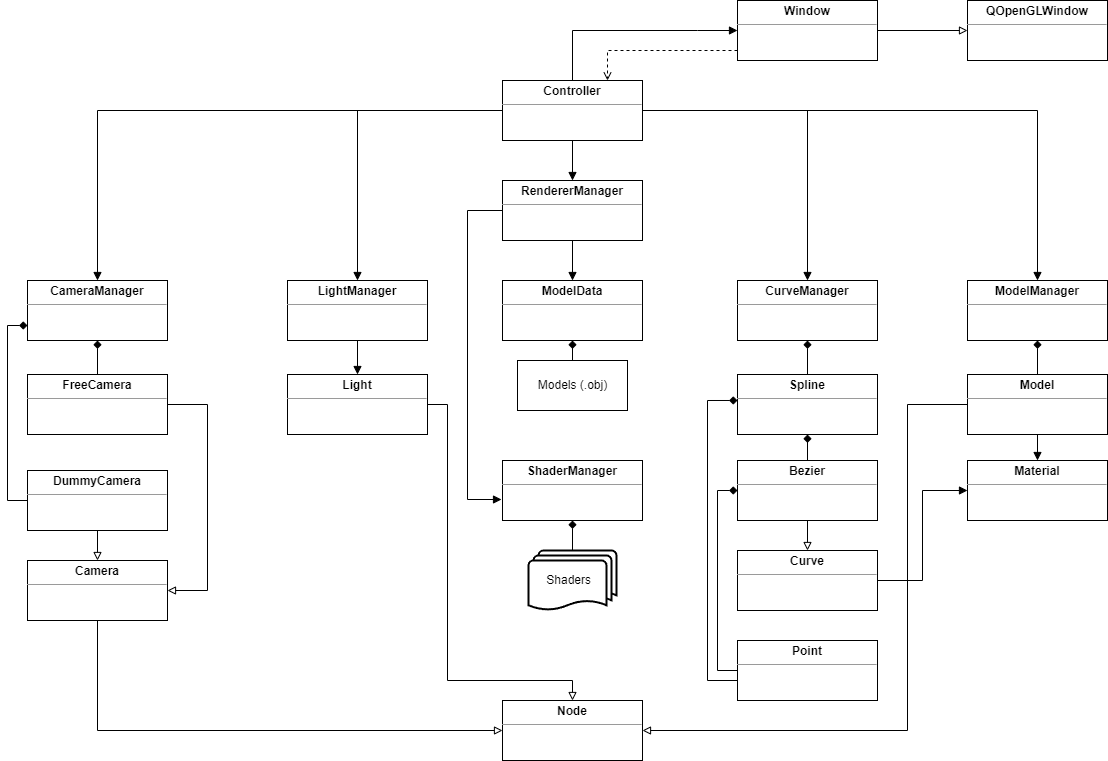 Window
QOpenGLWindow
Controller
RendererManager
CameraManager
LightManager
ModelData
CurveManager
ModelManager
FreeCamera
Light
Models (.obj)
Spline
Model
DummyCamera
ShaderManager
Bezier
Material
Camera
Shaders
Curve
Point
Node